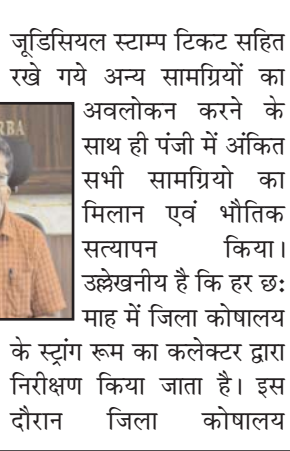 जूडिसियल स्टाम्प टिकट सहित
रखे गये अन्य सामग्रियों का
अवलोकन करने के
साथ ही पंजी में अंकित
सभी सामग्रियो का
मिलान एवं भौतिक
सत्यापन किया।
उल्लेखनीय है कि हर छः
माह में जिला कोषालय
के स्ट्रांग रूम का कलेक्टर द्वारा
निरीक्षण किया जाता है। इस
दौरान जिला कोषालय
RBA